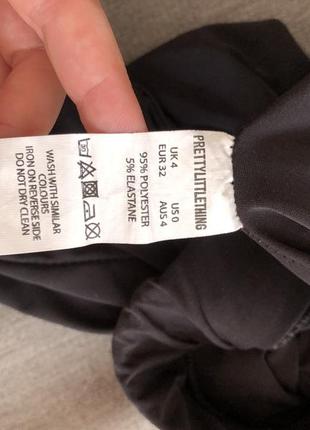 PRETTYLITTLETHING
UK 4 US 0
EUR 32 AUS 4
95% POLYESTER
5% ELASTANE
WASH WITH SIMILAR
COLOURS
IRON ON REVERSE SIDE
DO NOT DRY CLEAN